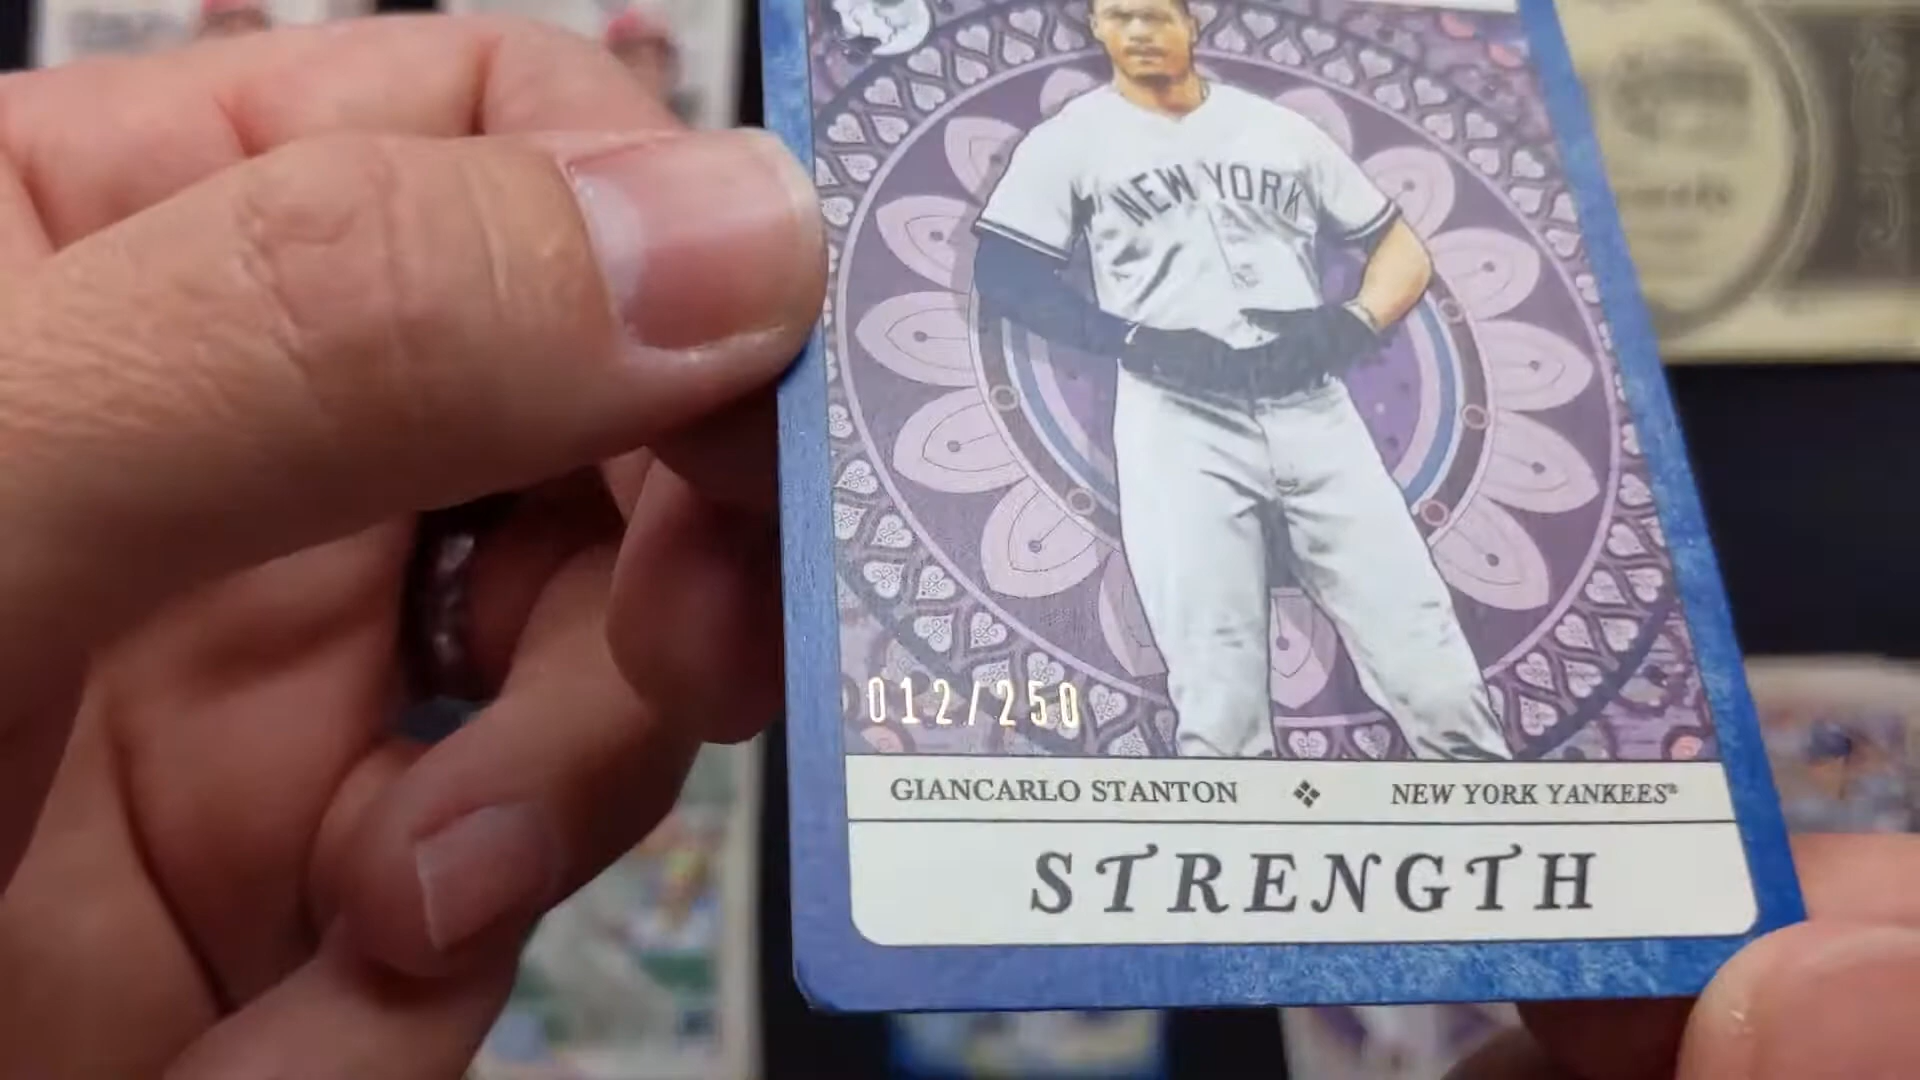 NEW YORK
012/250
GIANCARLO STANTON ❖ NEW YORK YANKEES®
STRENGTH